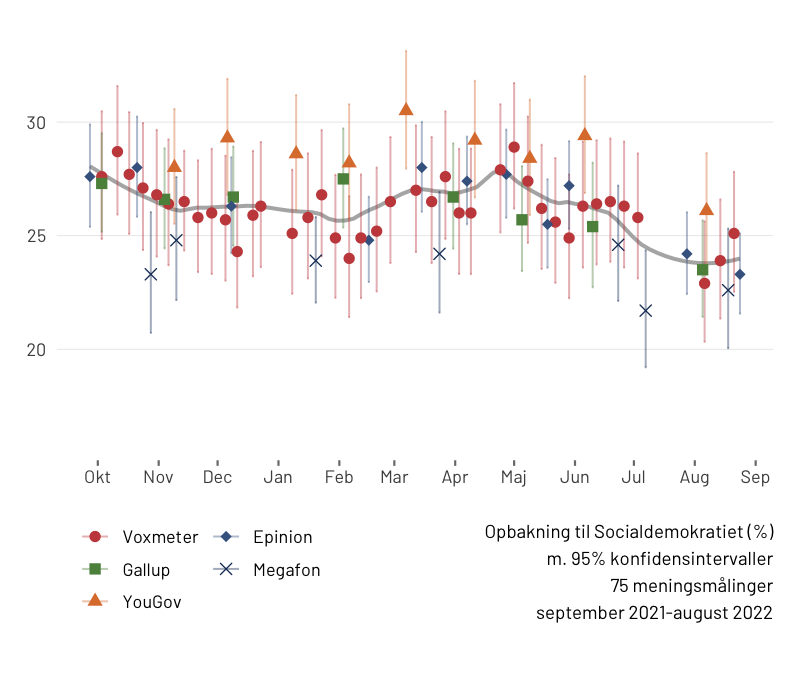 30
25
20
Okt Nov Dec Jan Feb Mar Apr Maj Jun Jul Aug Sep
Voxmeter Epinion
Gallup Megafon
YouGov
Opbakning til Socialdemokratiet (%)
m. 95% konfidensintervaller
75 meningsmålinger
september 2021-august 2022